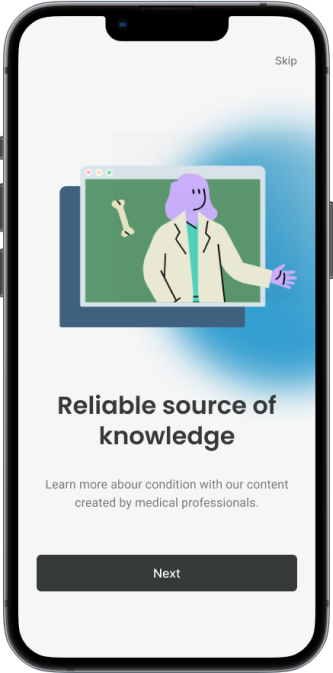 Skip
Reliable source of
knowledge
Learn more abour condition with our content
created by medical professionals.
Next